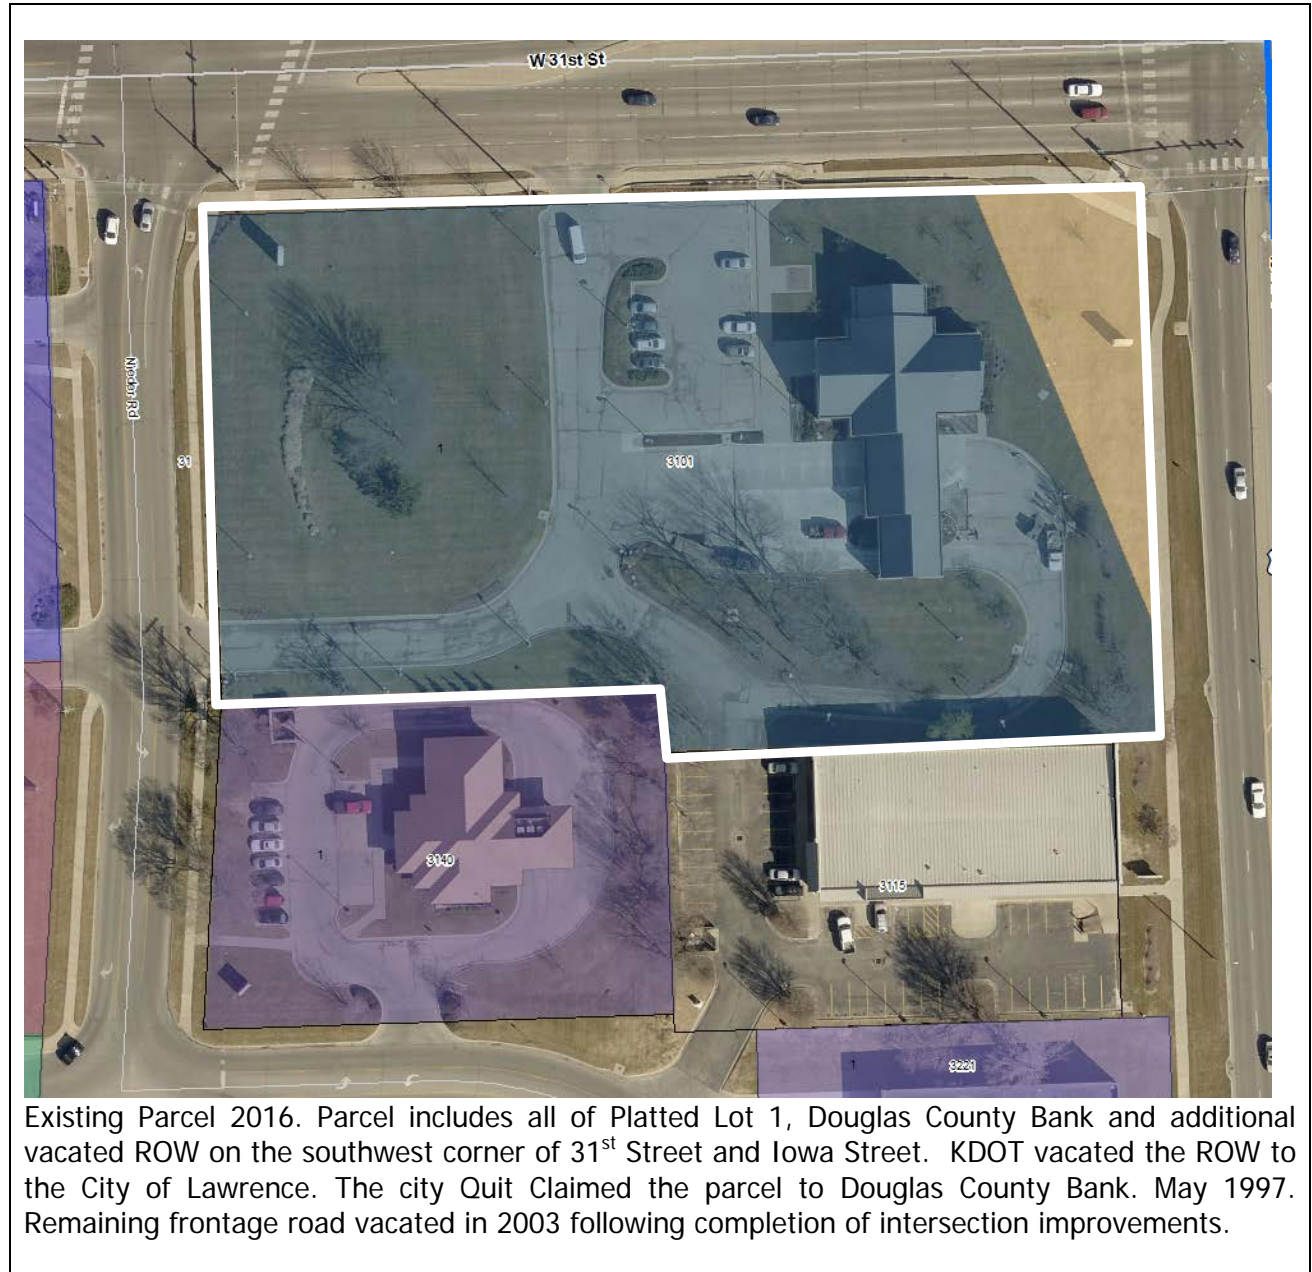 W 31st St
Nieder Rd
31
1
3101
1
3140
3115
1
3221
Existing Parcel 2016. Parcel includes all of Platted Lot 1, Douglas County Bank and additional
vacated ROW on the southwest corner of 31st Street and Iowa Street. KDOT vacated the ROW to
the City of Lawrence. The city Quit Claimed the parcel to Douglas County Bank. May 1997.
Remaining frontage road vacated in 2003 following completion of intersection improvements.